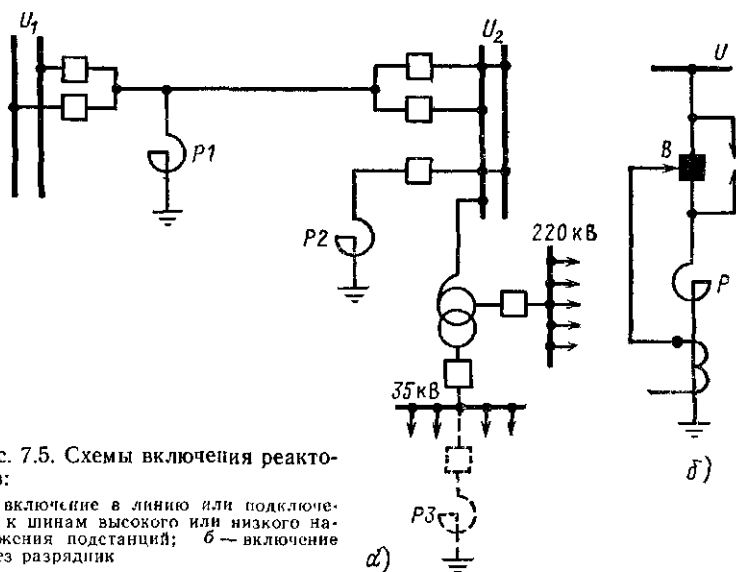 U₁
U₂
U
P1
B
P2
220 кВ
P
35 кВ
с. 7.5. Схемы включения реакто-
в:
включение в линию или подключе-
к шинам высокого или низкого на-
жения подстанций; б — включение
ез разрядник
P3
а)
б)